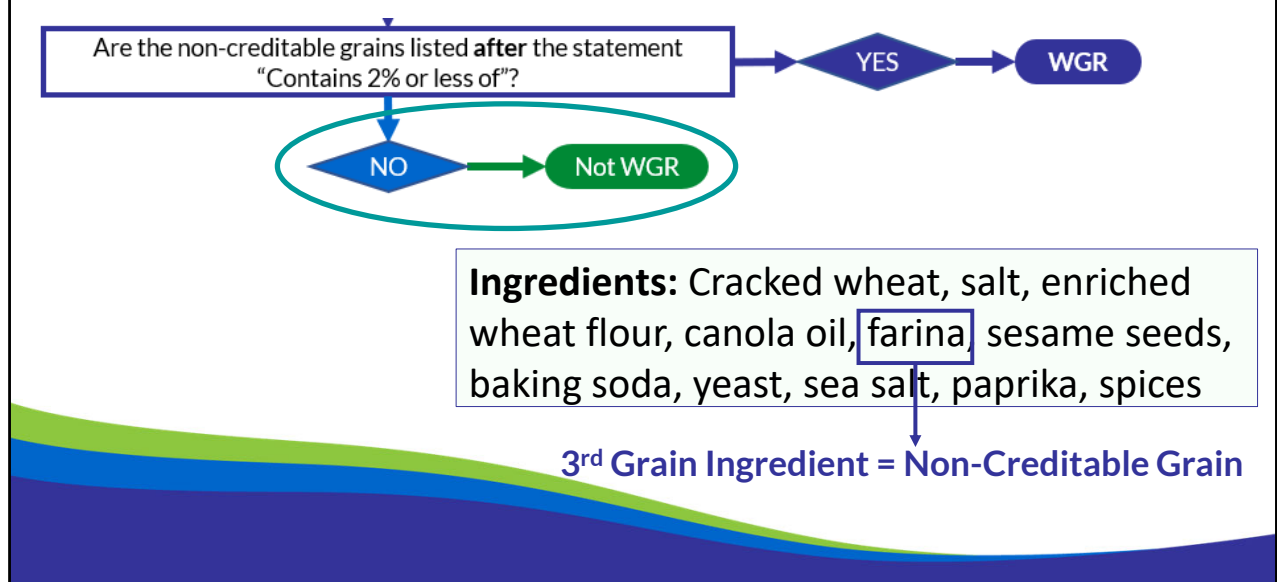 Are the non-creditable grains listed after the statement
“Contains 2% or less of”?
YES
WGR
NO
Not WGR
Ingredients: Cracked wheat, salt, enriched
wheat flour, canola oil, farina, sesame seeds,
baking soda, yeast, sea salt, paprika, spices
3rd Grain Ingredient = Non-Creditable Grain